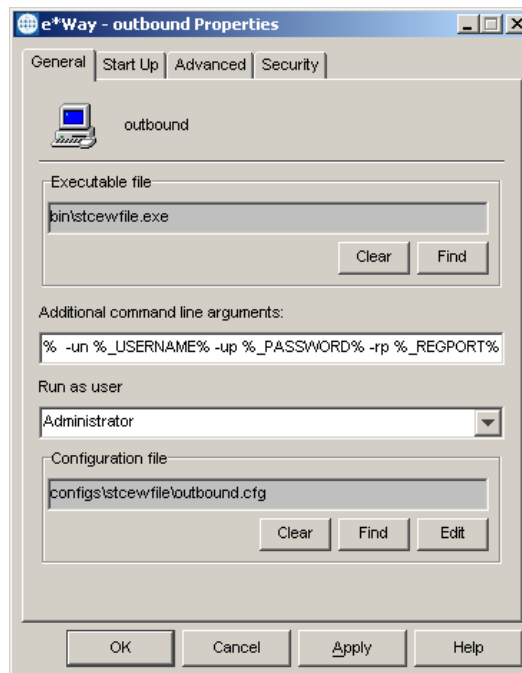 e*Way - outbound Properties
General Start Up Advanced Security
outbound
Executable file
bin\stcewfile.exe
Clear Find
Additional command line arguments:
% -un %_USERNAME% -up %_PASSWORD% -rp %_REGPORT%
Run as user
Administrator
Configuration file
configs\stcewfile\outbound.cfg
Clear Find Edit
OK Cancel Apply Help